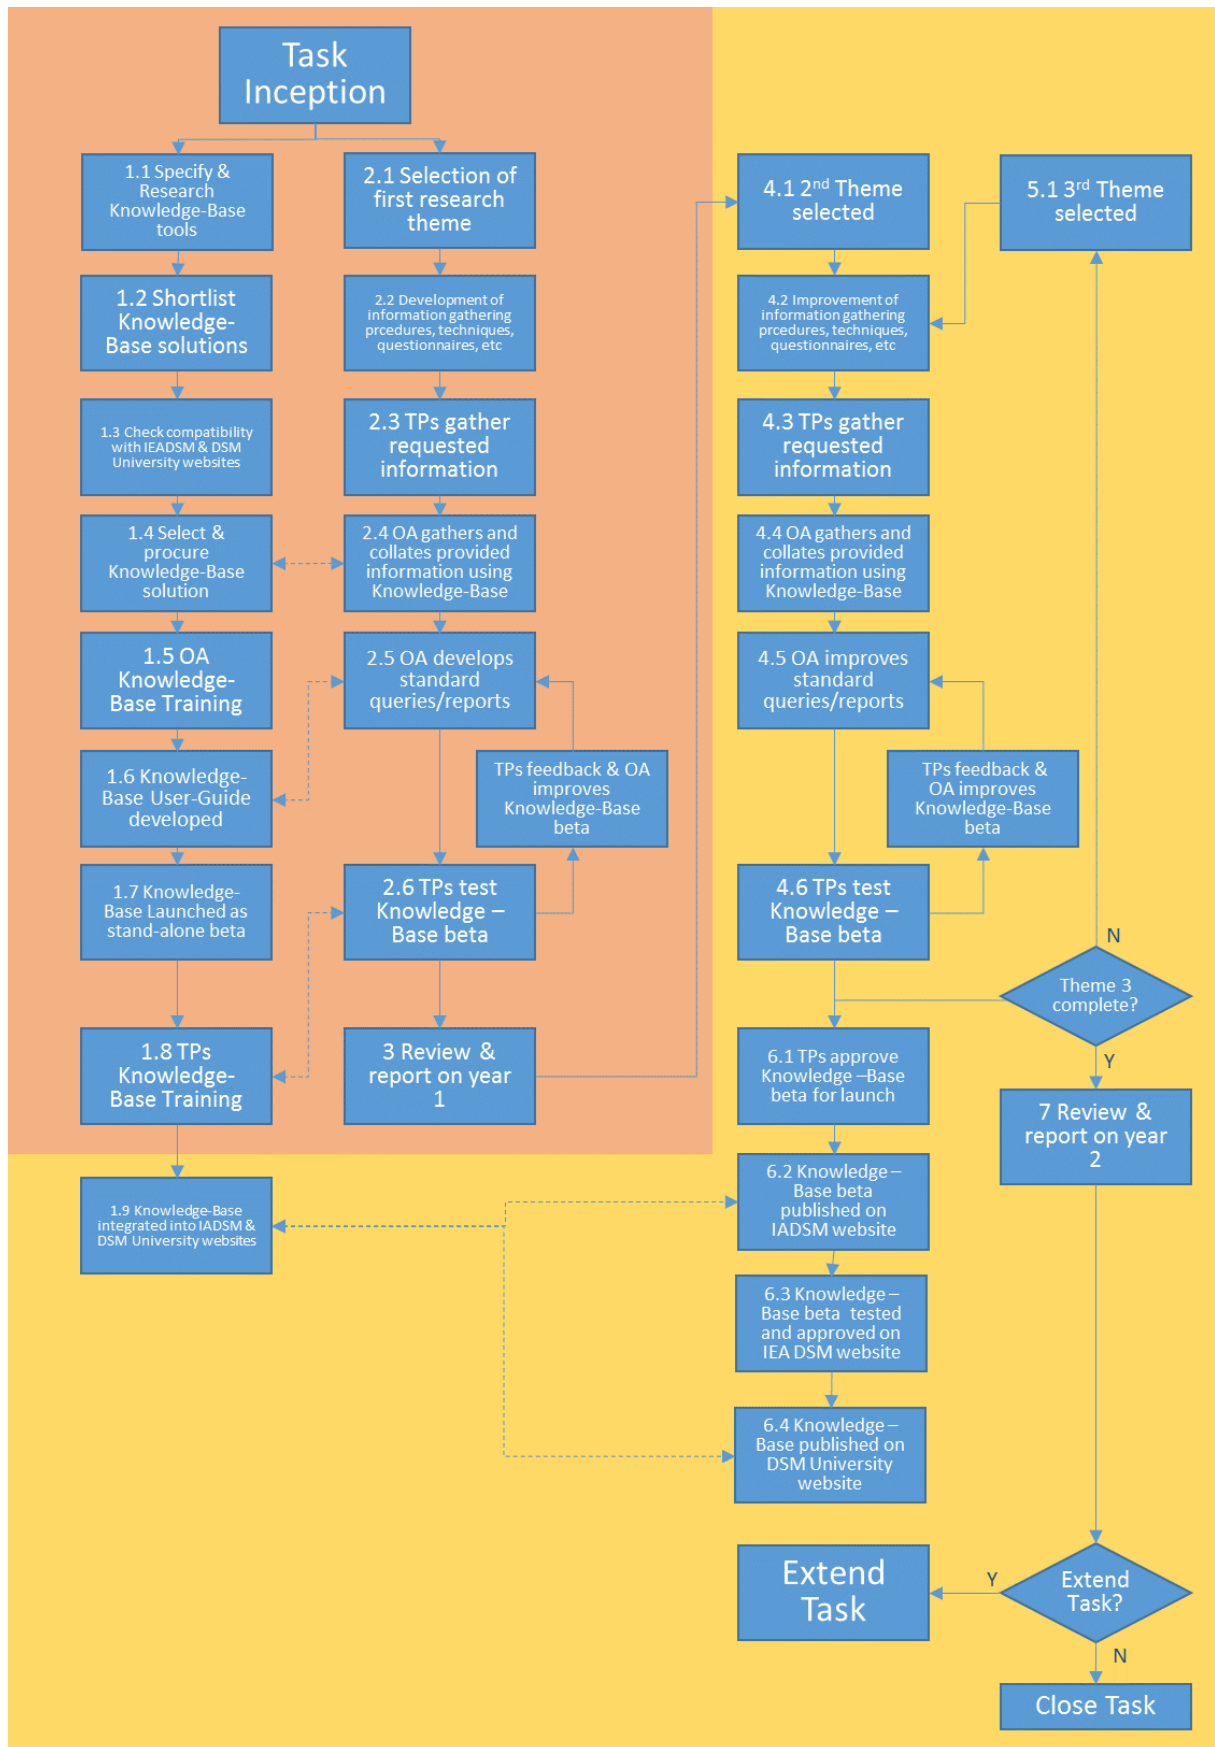 Task
Inception
1.1 Specify &
Research
Knowledge-Base
tools
1.2 Shortlist
Knowledge-
Base solutions
1.3 Check compatibility
with IEADSM & DSM
University websites
1.4 Select &
procure
Knowledge-Base
solution
1.5 OA
Knowledge-
Base Training
1.6 Knowledge-
Base User-Guide
developed
1.7 Knowledge-
Base Launched as
stand-alone beta
1.8 TPs
Knowledge-
Base Training
1.9 Knowledge-Base
integrated into IADSM &
DSM University websites
2.1 Selection of
first research
theme
2.2 Development of
information gathering
prcedures, techniques,
questionnaires, etc
2.3 TPs gather
requested
information
2.4 OA gathers and
collates provided
information using
Knowledge-Base
2.5 OA develops
standard
queries/reports
TPs feedback & OA
improves
Knowledge-Base
beta
2.6 TPs test
Knowledge –
Base beta
3 Review &
report on year
1
4.1 2nd Theme
selected
4.2 Improvement of
information gathering
prcedures, techniques,
questionnaires, etc
4.3 TPs gather
requested
information
4.4 OA gathers and
collates provided
information using
Knowledge-Base
4.5 OA improves
standard
queries/reports
TPs feedback &
OA improves
Knowledge-Base
beta
4.6 TPs test
Knowledge –
Base beta
5.1 3rd Theme
selected
N
Theme 3
complete?
Y
6.1 TPs approve
Knowledge –Base
beta for launch
6.2 Knowledge –
Base beta
published on
IADSM website
6.3 Knowledge –
Base beta tested
and approved on
IEA DSM website
6.4 Knowledge –
Base published on
DSM University
website
7 Review &
report on year
2
Extend
Task?
Y
Extend
Task
N
Close Task